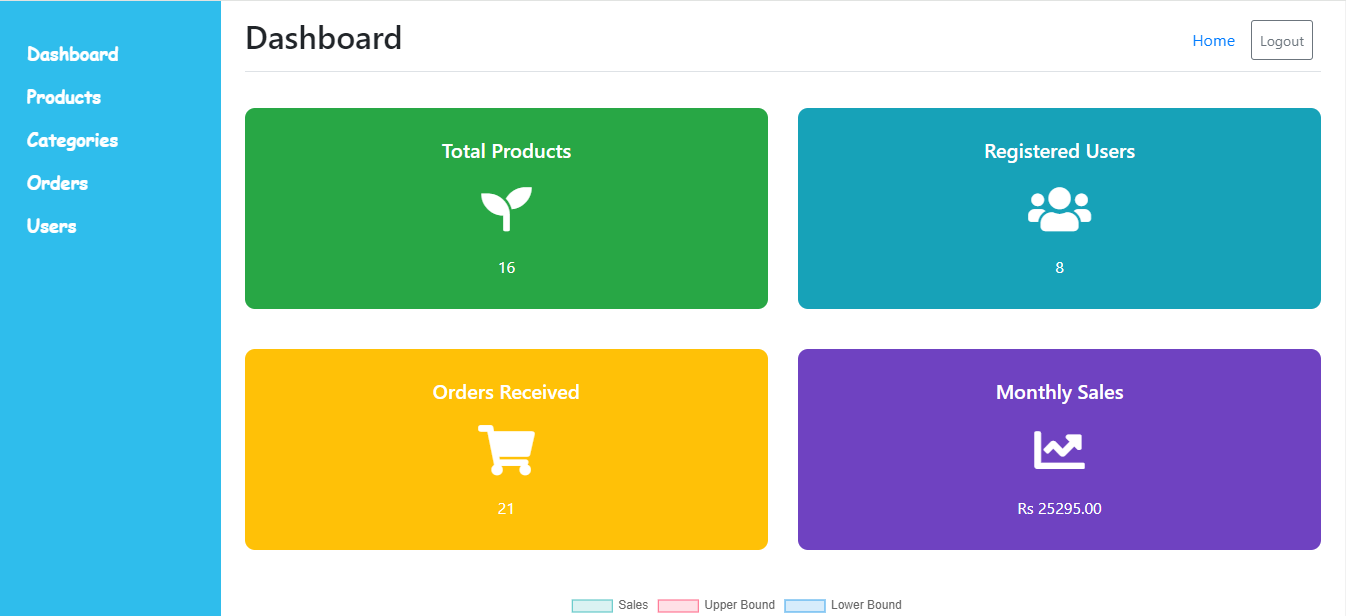 Dashboard
Products
Categories
Orders
Users
Dashboard
Home
Logout
Total Products
16
Registered Users
8
Orders Received
21
Monthly Sales
Rs 25295.00
Sales Upper Bound Lower Bound